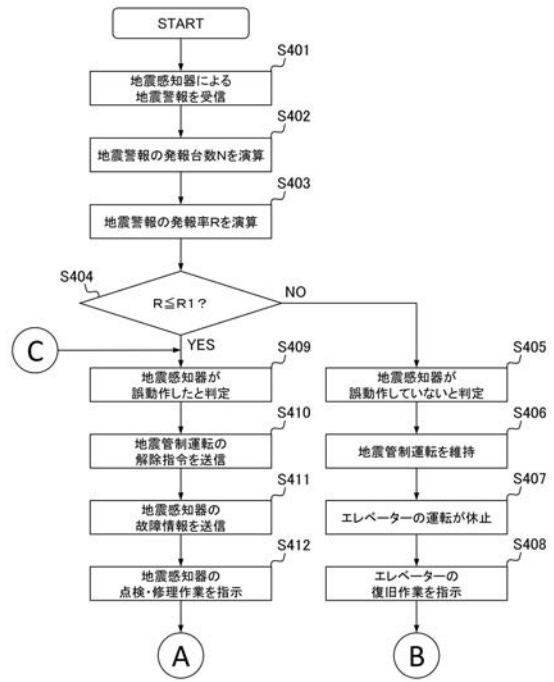 START
S401
地震感知器による
地震警報を受信
S402
地震警報の発報台数Nを演算
S403
地震警報の発報率Rを演算
S404
R≦R1?
NO
YES
C
S409
地震感知器が
誤動作したと判定
S410
地震管制運転の
解除指令を送信
S411
地震感知器の
故障情報を送信
S412
地震感知器の
点検・修理作業を指示
A
S405
地震感知器が
誤動作していないと判定
S406
地震管制運転を維持
S407
エレベーターの運転が休止
S408
エレベーターの
復旧作業を指示
B